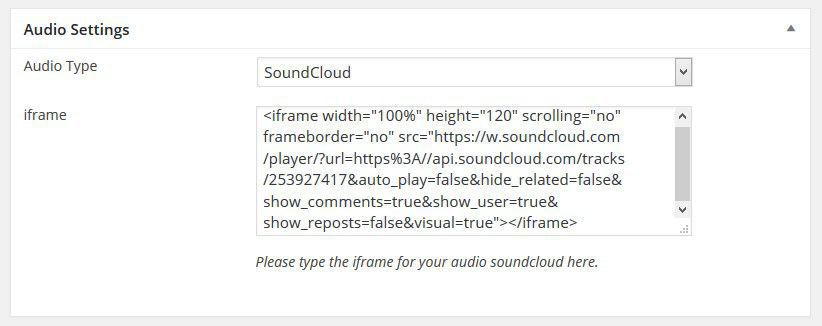 Audio Settings
Audio Type
SoundCloud
iframe
<iframe width="100%" height="120" scrolling="no"
frameborder="no" src="https://w.soundcloud.com
/player/?url=https%3A//api.soundcloud.com/tracks
/253927417&auto_play=false&hide_related=false&
show_comments=true&show_user=true&
show_reposts=false&visual=true"></iframe>
Please type the iframe for your audio soundcloud here.